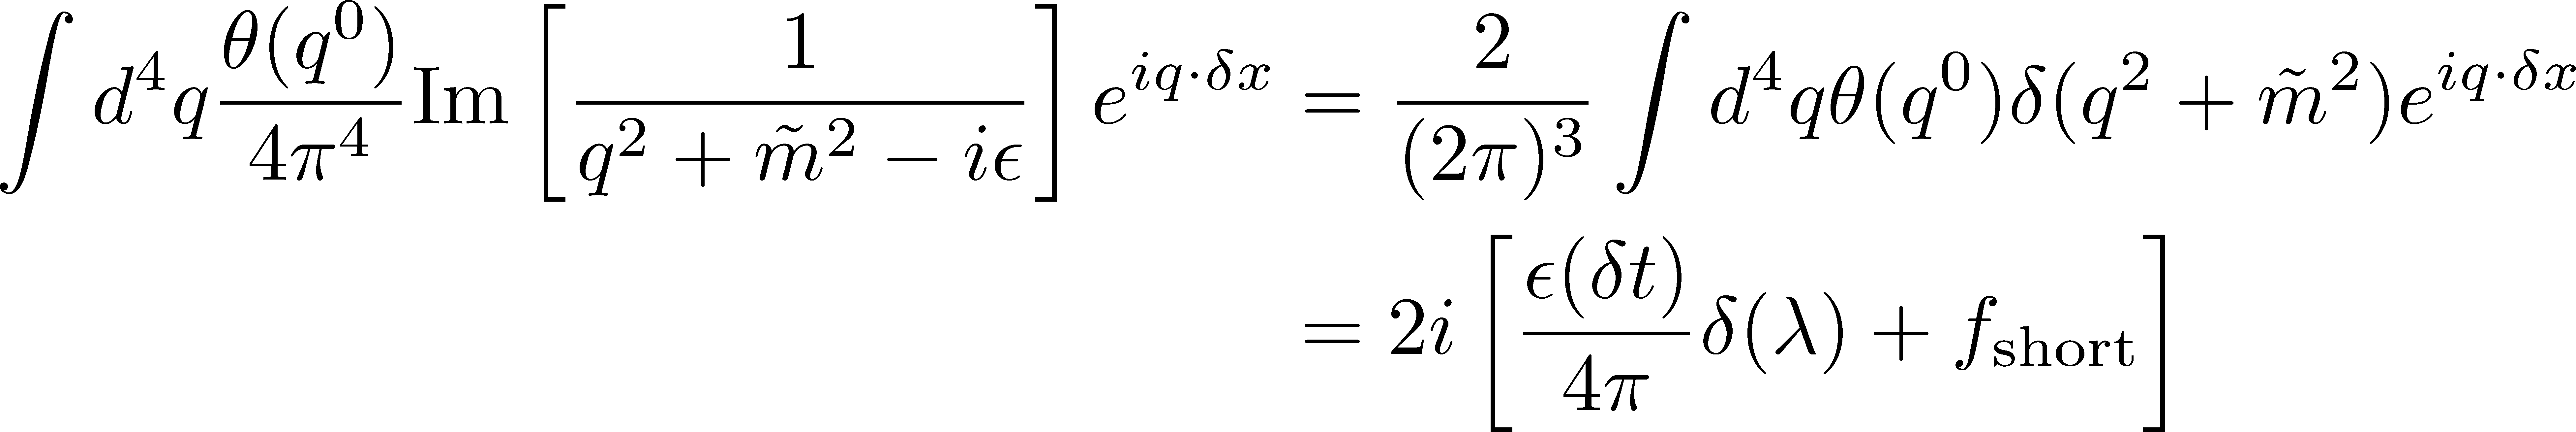 \int d^4q \frac{\theta(q^0)}{4\pi^4} \mathrm{Im} \left[ \frac{1}{q^2 + \tilde{m}^2 - i\epsilon} \right] e^{iq\cdot\delta x} = \frac{2}{(2\pi)^3} \int d^4q \theta(q^0) \delta(q^2 + \tilde{m}^2) e^{iq\cdot\delta x}
= 2i \left[ \frac{\epsilon(\delta t)}{4\pi} \delta(\lambda) + f_{\mathrm{short}} \right]